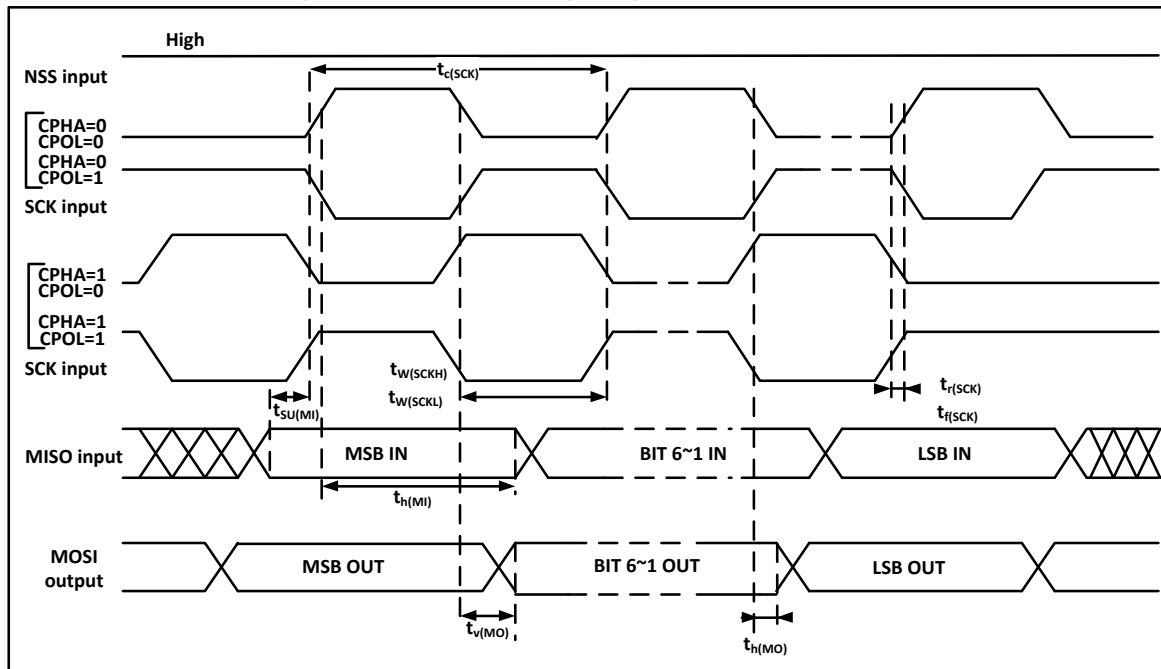 High
NSS input
tc(SCK)
CPHA=0
CPOL=0
CPHA=0
CPOL=1
SCK input
CPHA=1
CPOL=0
CPHA=1
CPOL=1
SCK input
tW(SCKH)
tW(SCKL)
tr(SCK)
tf(SCK)
tSU(MI)
MISO input
MSB IN
BIT 6~1 IN
LSB IN
th(MI)
MOSI
output
MSB OUT
BIT 6~1 OUT
LSB OUT
tv(MO)
th(MO)